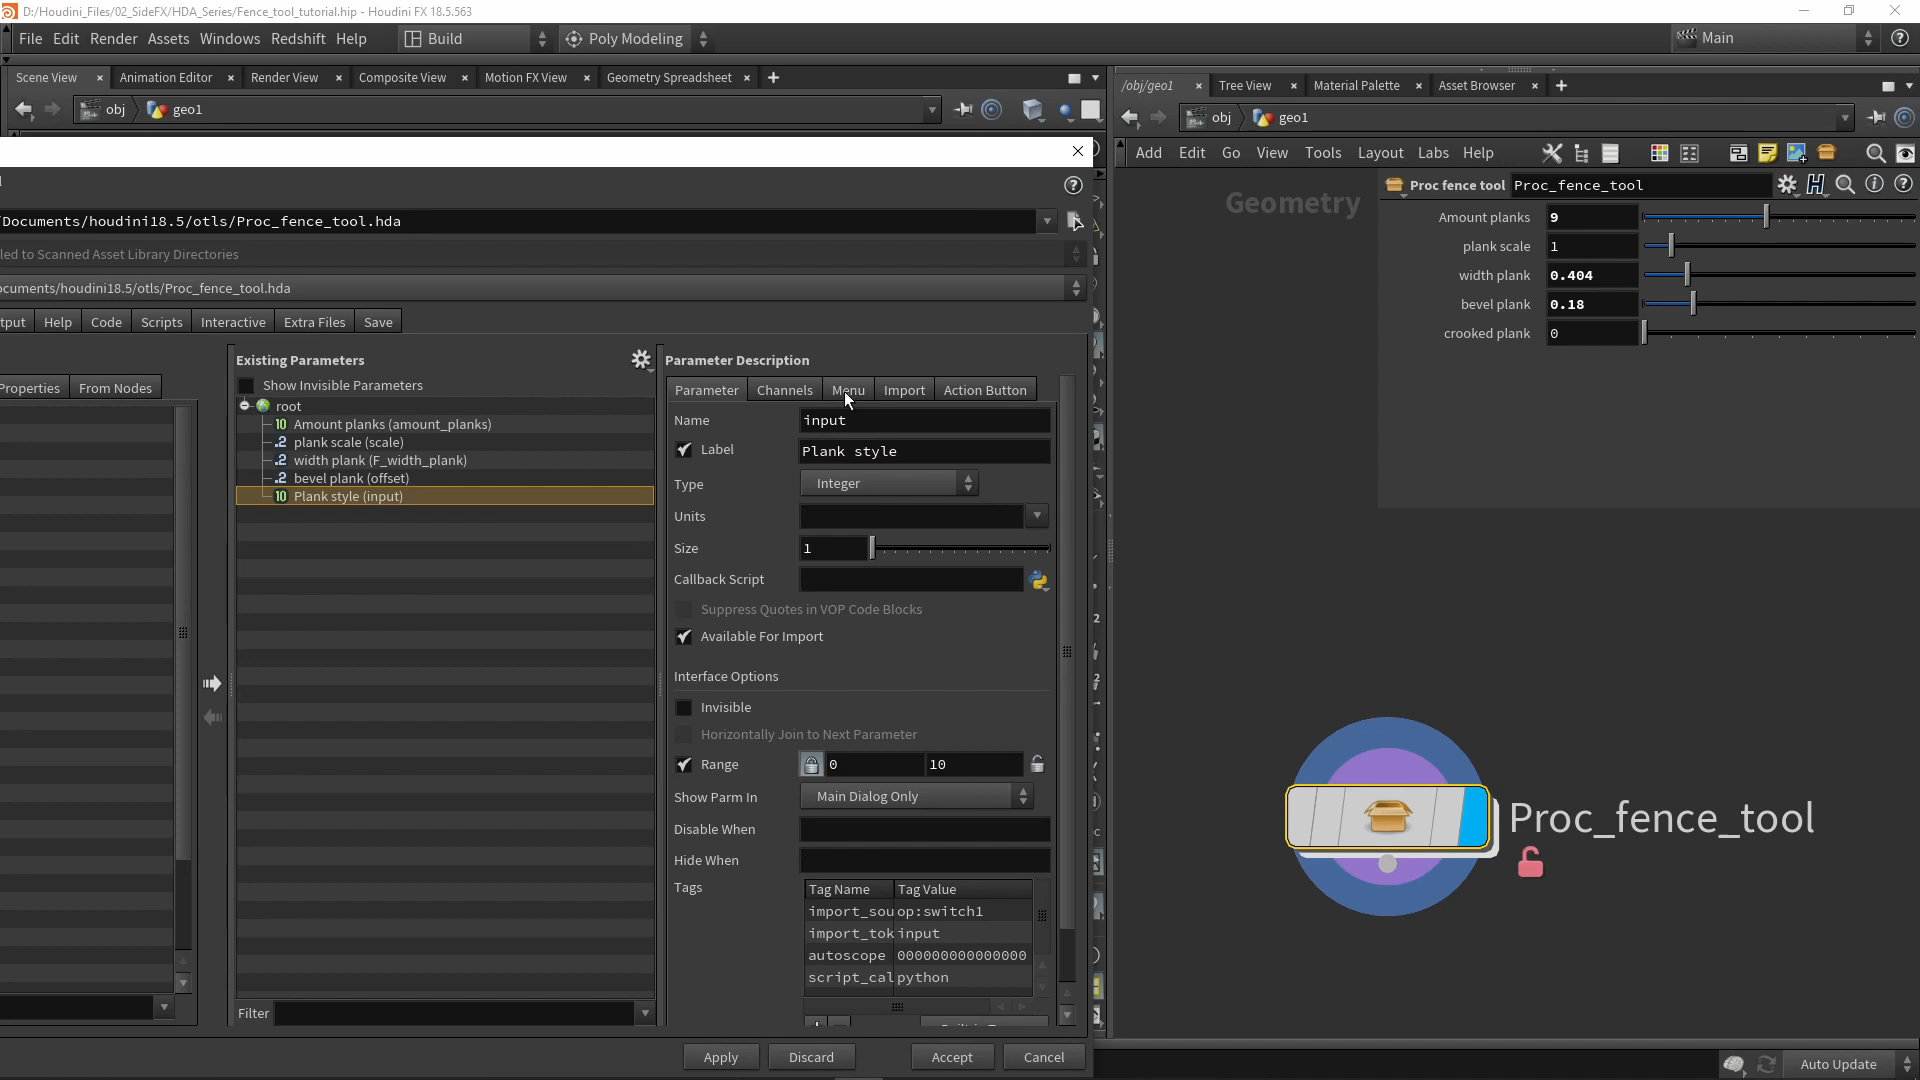 D:/Houdini_Files/02_SideFX/HDA_Series/Fence_tool_tutorial.hip - Houdini FX 18.5.563
File Edit Render Assets Windows Redshift Help
Build
Poly Modeling
Main
Scene View
Animation Editor
Render View
Composite View
Motion FX View
Geometry Spreadsheet
obj
geo1
/Documents/houdini18.5/otls/Proc_fence_tool.hda
led to Scanned Asset Library Directories
ocuments/houdini18.5/otls/Proc_fence_tool.hda
tput
Help
Code
Scripts
Interactive
Extra Files
Save
Properties
From Nodes
Existing Parameters
Show Invisible Parameters
root
Amount planks (amount_planks)
plank scale (scale)
width plank (F_width_plank)
bevel plank (offset)
Plank style (input)
Filter
Parameter Description
Parameter
Channels
Menu
Import
Action Button
Name input
Label Plank style
Type Integer
Units
Size 1
Callback Script
Suppress Quotes in VOP Code Blocks
Available For Import
Interface Options
Invisible
Horizontally Join to Next Parameter
Range 0 10
Show Parm In Main Dialog Only
Disable When
Hide When
Tags
Tag Name Tag Value
import_sou op:switch1
import_tok input
autoscope 000000000000000
script_cal python
Apply
Discard
Accept
Cancel
/obj/geo1
Tree View
Material Palette
Asset Browser
obj
geo1
Add Edit Go View Tools Layout Labs Help
Geometry
Proc fence tool Proc_fence_tool
Amount planks 9
plank scale 1
width plank 0.404
bevel plank 0.18
crooked plank 0
Proc_fence_tool
Auto Update